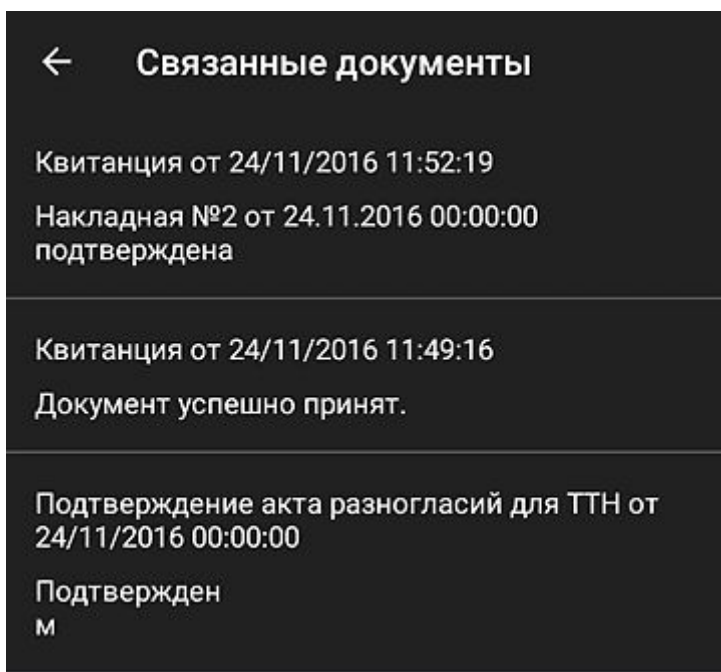 Связанные документы
Квитанция от 24/11/2016 11:52:19
Накладная №2 от 24.11.2016 00:00:00
подтверждена
Квитанция от 24/11/2016 11:49:16
Документ успешно принят.
Подтверждение акта разногласий для ТТН от
24/11/2016 00:00:00
Подтвержден
м